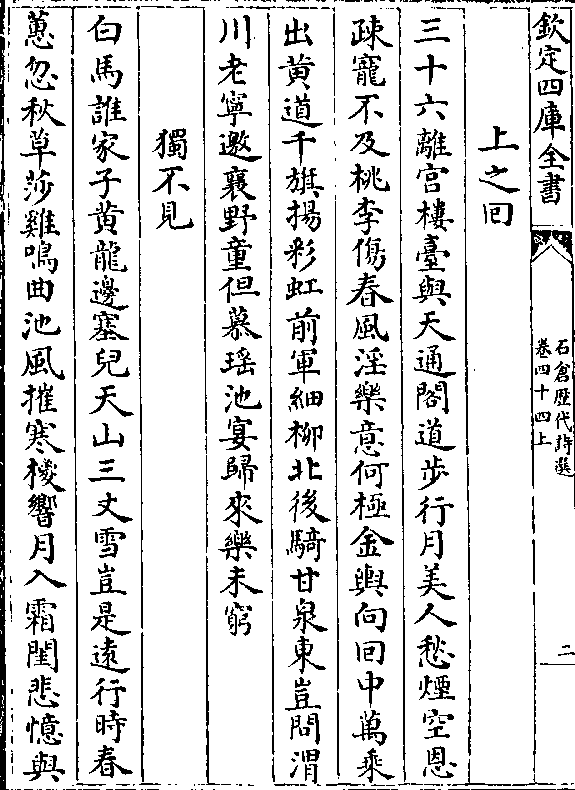 欽定四庫全書
石倉歷代詩選
卷四十四上
二
上之回
三十六離宮樓臺與天通閣道步行月美人愁煙空恩
疎寵不及桃李傷春風淫樂意何極金輿向回中萬乘
出黃道千旗揚彩虹前軍細柳北後騎甘泉東豈問渭
川老寧邀襄野童但慕瑶池宴歸來樂未窮
獨不見
白馬誰家子黃龍邊塞兒天山三丈雪豈是遠行時春
蕙忽秋草莎雞鳴曲池風摧寒椶響月入霜閨悲憶與